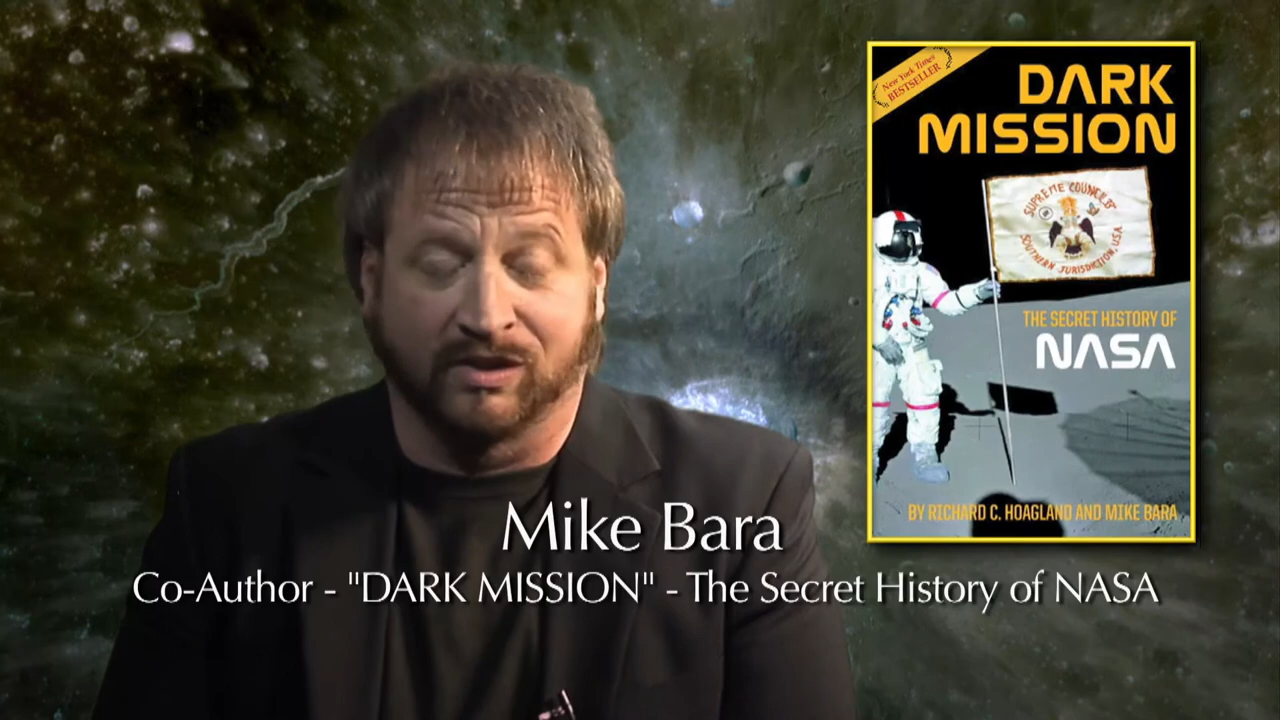 New York Times
BESTSELLER
DARK
MISSION
SUPREME COUNCIL 33°
SOUTHERN JURISDICTION, USA
THE SECRET HISTORY OF
NASA
BY RICHARD C. HOAGLAND AND MIKE BARA
Mike Bara
Co-Author - "DARK MISSION" - The Secret History of NASA